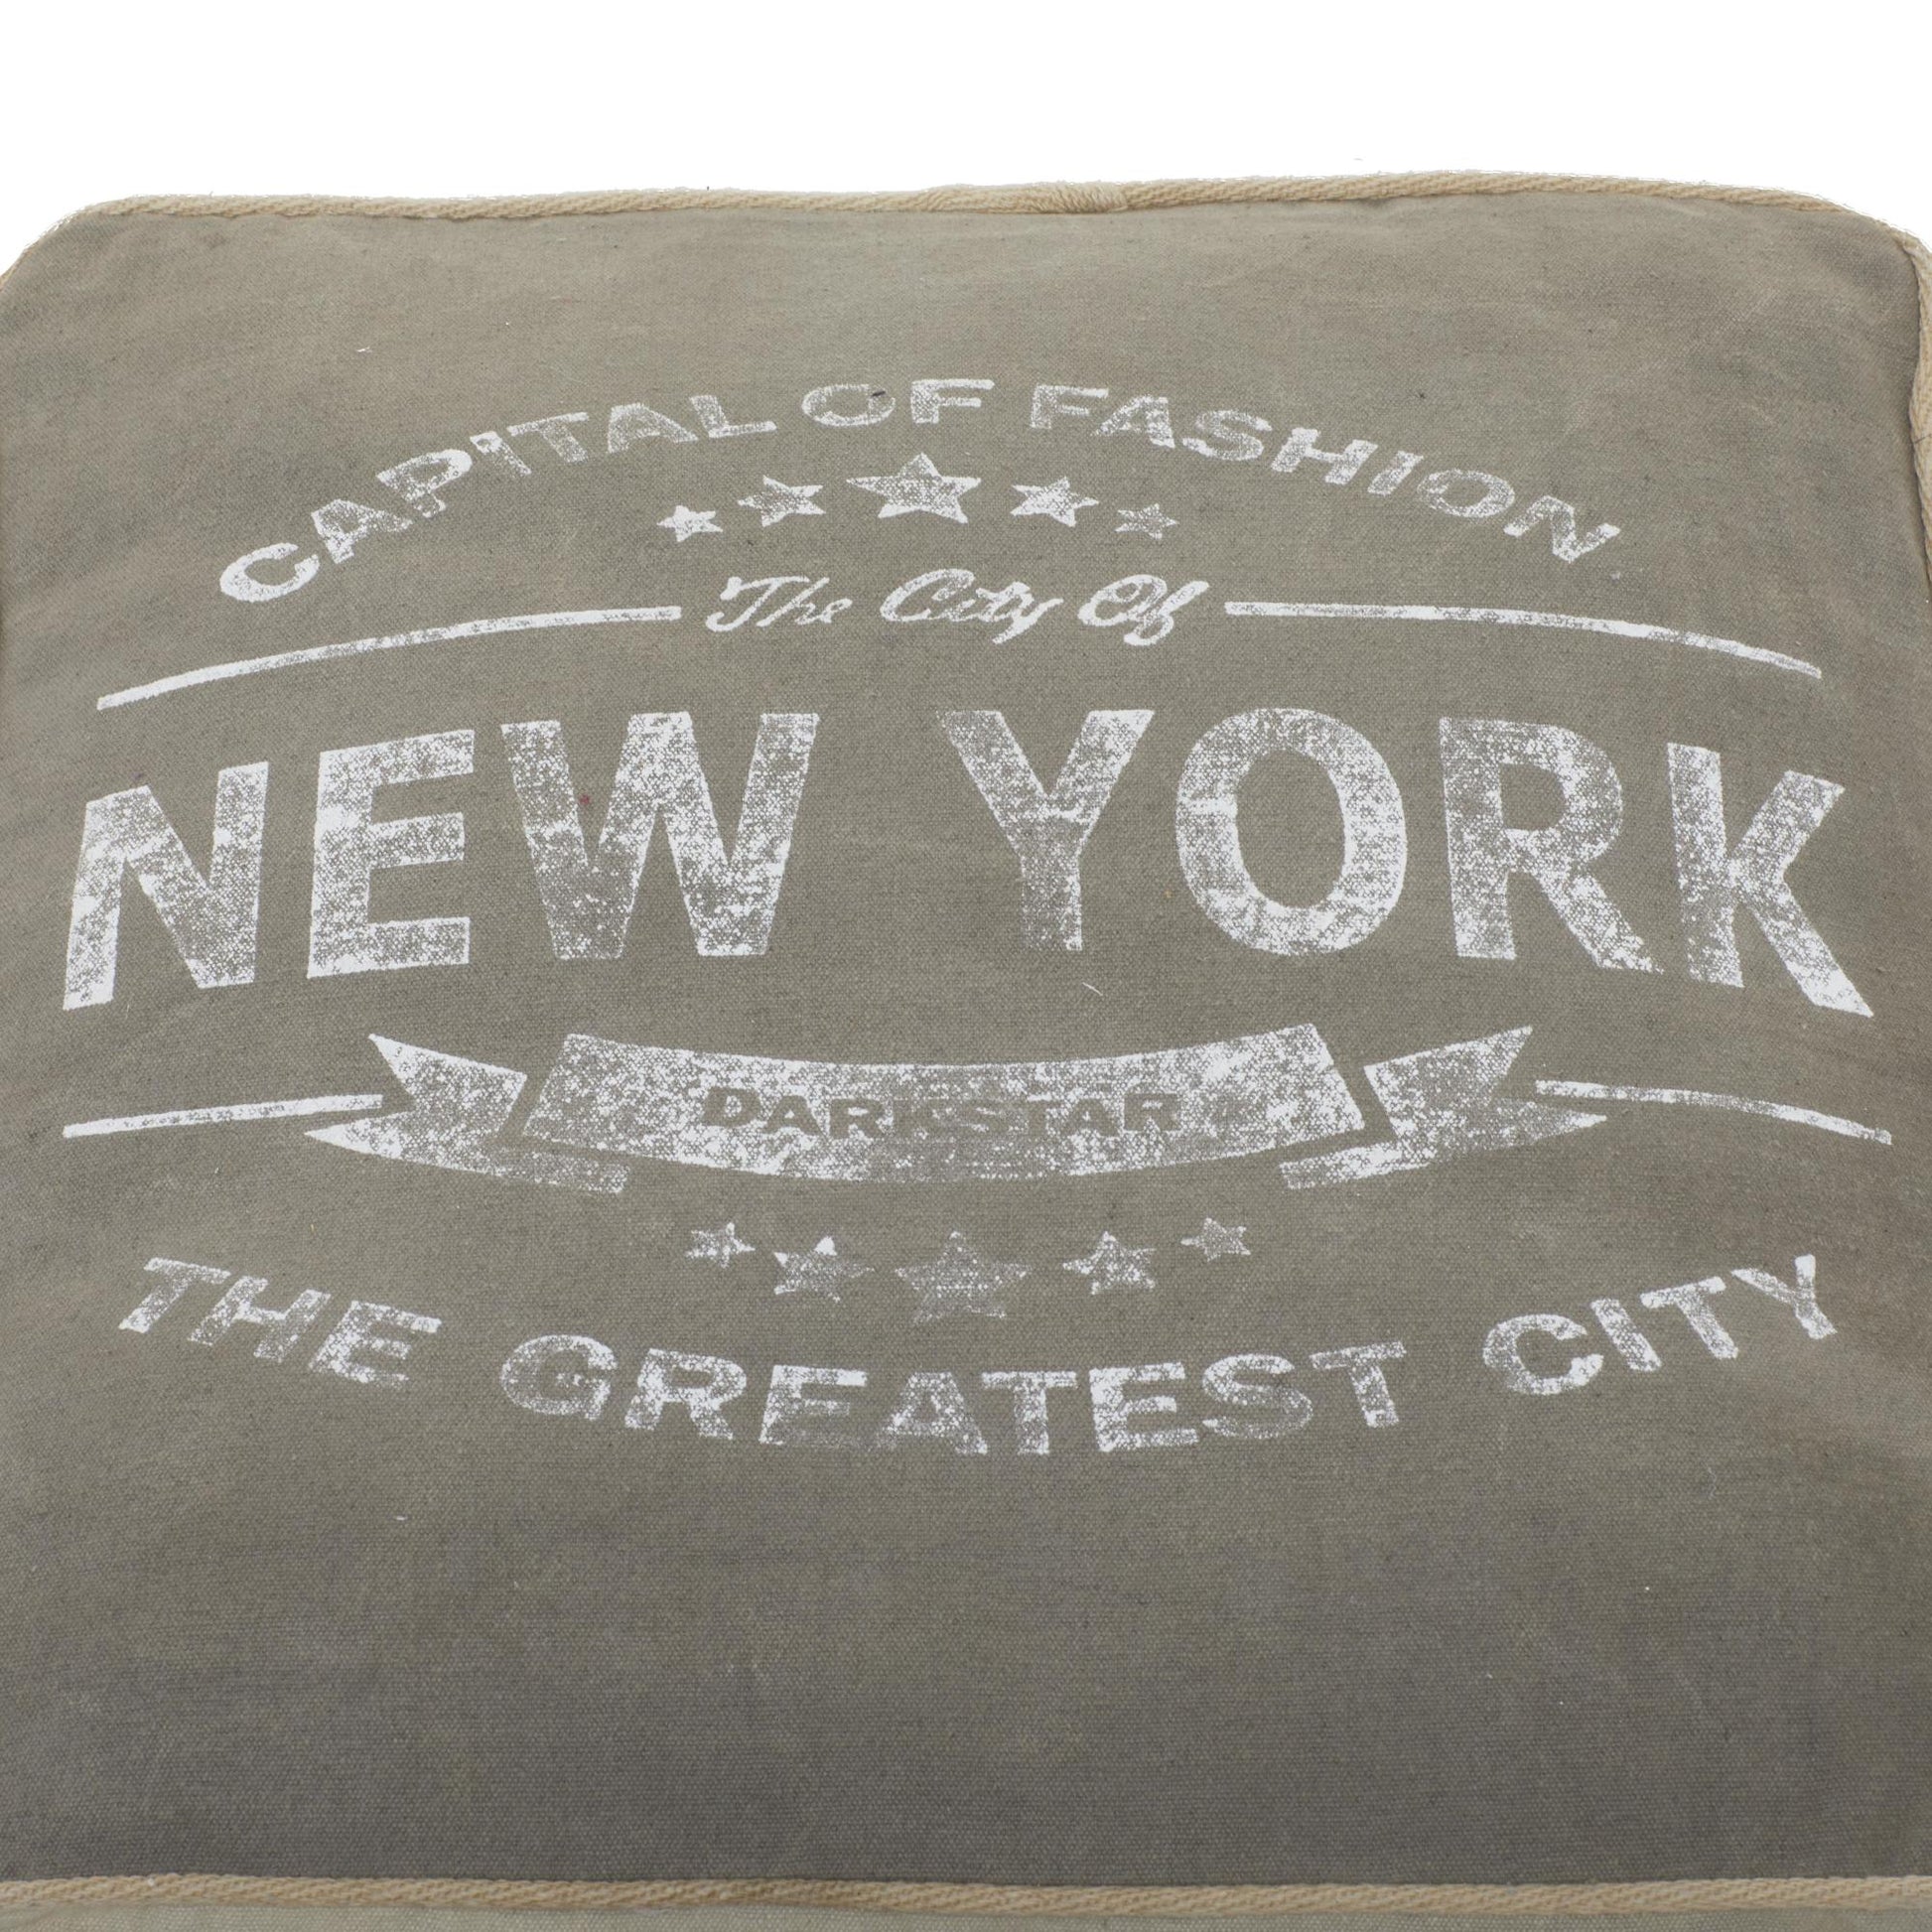 CAPITAL OF FASHION
The City Of
NEW YORK
DARKSTAR
THE GREATEST CITY